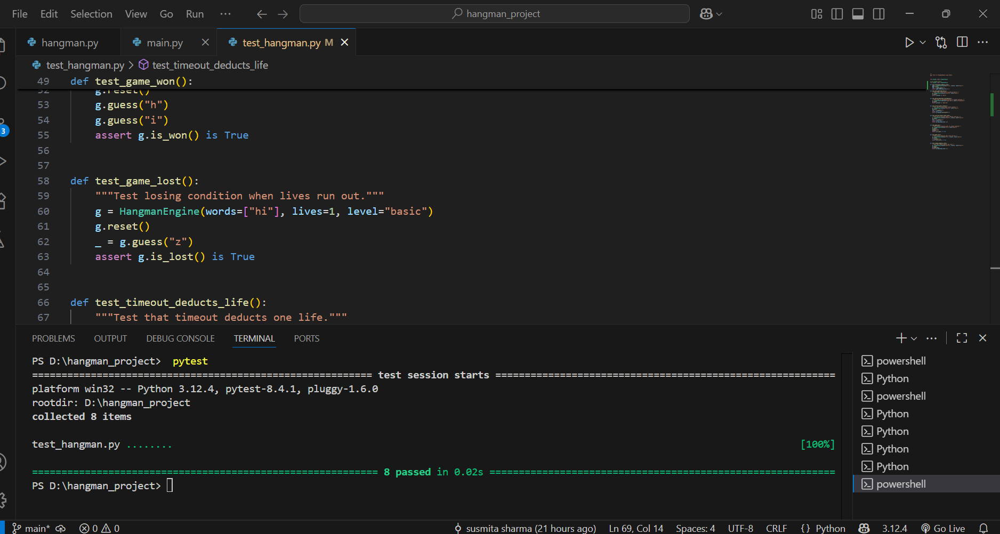 File Edit Selection View Go Run ··· hangman_project
hangman.py main.py test_hangman.py M
test_hangman.py > test_timeout_deducts_life
49 def test_game_won():
52 g.reset()
53 g.guess("h")
54 g.guess("i")
55 assert g.is_won() is True
56
57
58 def test_game_lost():
59 """Test losing condition when lives run out."""
60 g = HangmanEngine(words=["hi"], lives=1, level="basic")
61 g.reset()
62 _ = g.guess("z")
63 assert g.is_lost() is True
64
65
66 def test_timeout_deducts_life():
67 """Test that timeout deducts one life."""
3
PROBLEMS OUTPUT DEBUG CONSOLE TERMINAL PORTS
PS D:\hangman_project> pytest
========================================================== test session starts ==========================================================
platform win32 -- Python 3.12.4, pytest-8.4.1, pluggy-1.6.0
rootdir: D:\hangman_project
collected 8 items
test_hangman.py ........ [100%]
=========================================================== 8 passed in 0.02s ===========================================================
PS D:\hangman_project>
powershell
Python
powershell
Python
Python
Python
Python
powershell
main* 0 0 susmita sharma (21 hours ago) Ln 69, Col 14 Spaces: 4 UTF-8 CRLF {} Python 3.12.4 Go Live